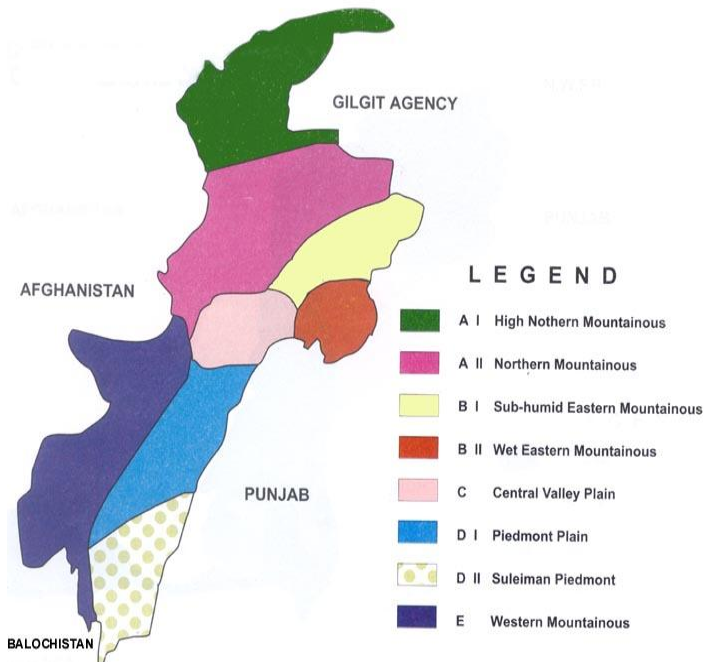 GILGIT AGENCY
AFGHANISTAN
LEGEND
A I High Nothern Mountainous
A II Northern Mountainous
B I Sub-humid Eastern Mountainous
B II Wet Eastern Mountainous
C Central Valley Plain
PUNJAB
D I Piedmont Plain
D II Suleiman Piedmont
E Western Mountainous
BALOCHISTAN